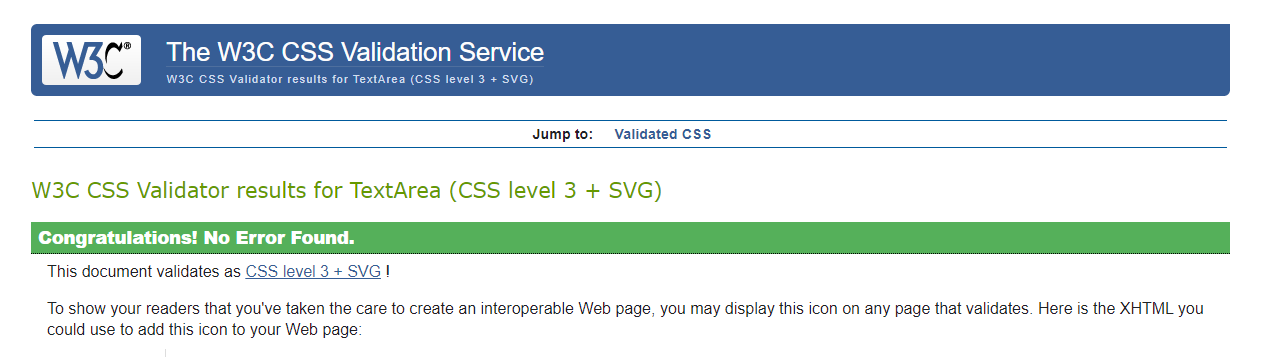 W3C®
The W3C CSS Validation Service
W3C CSS Validator results for TextArea (CSS level 3 + SVG)
Jump to: Validated CSS
W3C CSS Validator results for TextArea (CSS level 3 + SVG)
Congratulations! No Error Found.
This document validates as CSS level 3 + SVG !
To show your readers that you've taken the care to create an interoperable Web page, you may display this icon on any page that validates. Here is the XHTML you
could use to add this icon to your Web page: